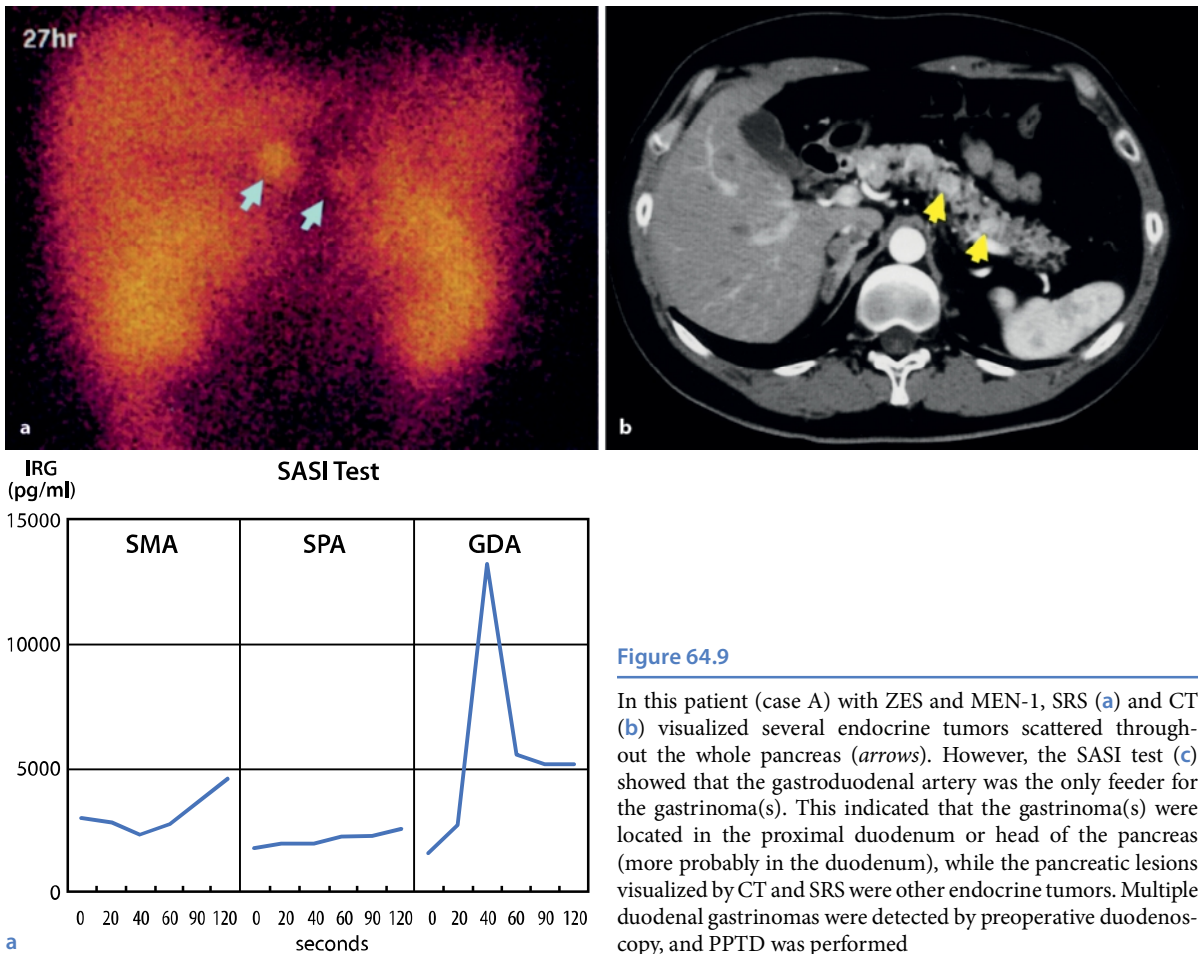 27hr
a
b
IRG
(pg/ml)
SASI Test
15000
10000
5000
0
SMA
SPA
GDA
0 20 40 60 90 120 0 20 40 60 90 120 0 20 40 60 90 120
seconds
a
Figure 64.9
In this patient (case A) with ZES and MEN-1, SRS (a) and CT
(b) visualized several endocrine tumors scattered through-
out the whole pancreas (arrows). However, the SASI test (c)
showed that the gastroduodenal artery was the only feeder for
the gastrinoma(s). This indicated that the gastrinoma(s) were
located in the proximal duodenum or head of the pancreas
(more probably in the duodenum), while the pancreatic lesions
visualized by CT and SRS were other endocrine tumors. Multiple
duodenal gastrinomas were detected by preoperative duodenos-
copy, and PPTD was performed